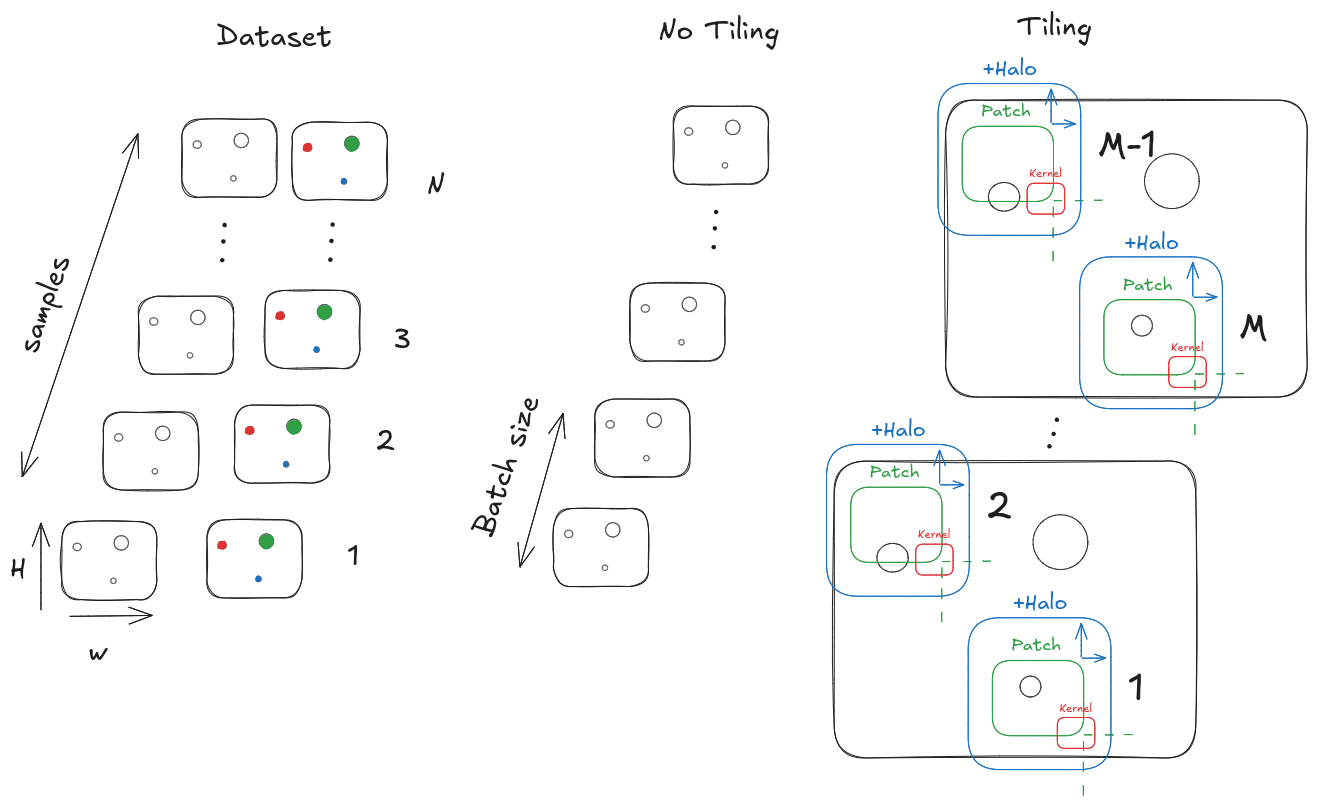 Dataset
samples
N
3
2
1
H
w
No Tiling
Batch size
Tiling
+Halo
Patch
Kernel
M-1
+Halo
Patch
Kernel
M
+Halo
Patch
Kernel
2
+Halo
Patch
Kernel
1